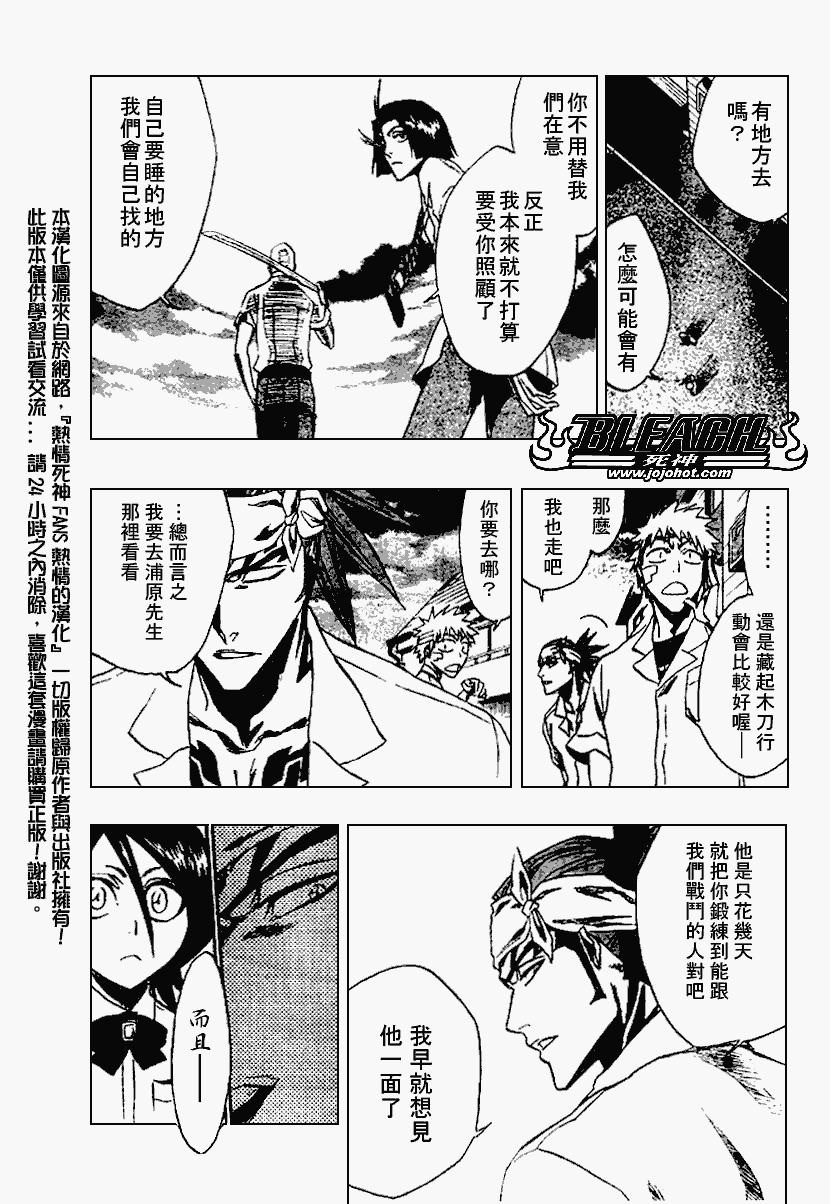 有地方去
嗎？
怎麼可能會有
你不用替我
們在意
反正
我本來就不打算
要受你照顧了
自己要睡的地方
我們會自己找的
BLEACH
死神
www.jojohot.com
………
還是藏起木刀行
動會比較好喔—
那麼
我也走吧
你要去哪？
…總而言之
我要去浦原先生
那裡看看
他是只花幾天
就把你鍛練到能跟
我們戰鬥的人對吧
我早就想見
他一面了
而且——
本漢化圖源來自於網路，『熱情死神 FANS 熱情的漢化』一切版權歸原作者與出版社擁有！
此版本僅供學習試看交流… 請 24 小時之內消除，喜歡這套漫畫請購買正版！謝謝。